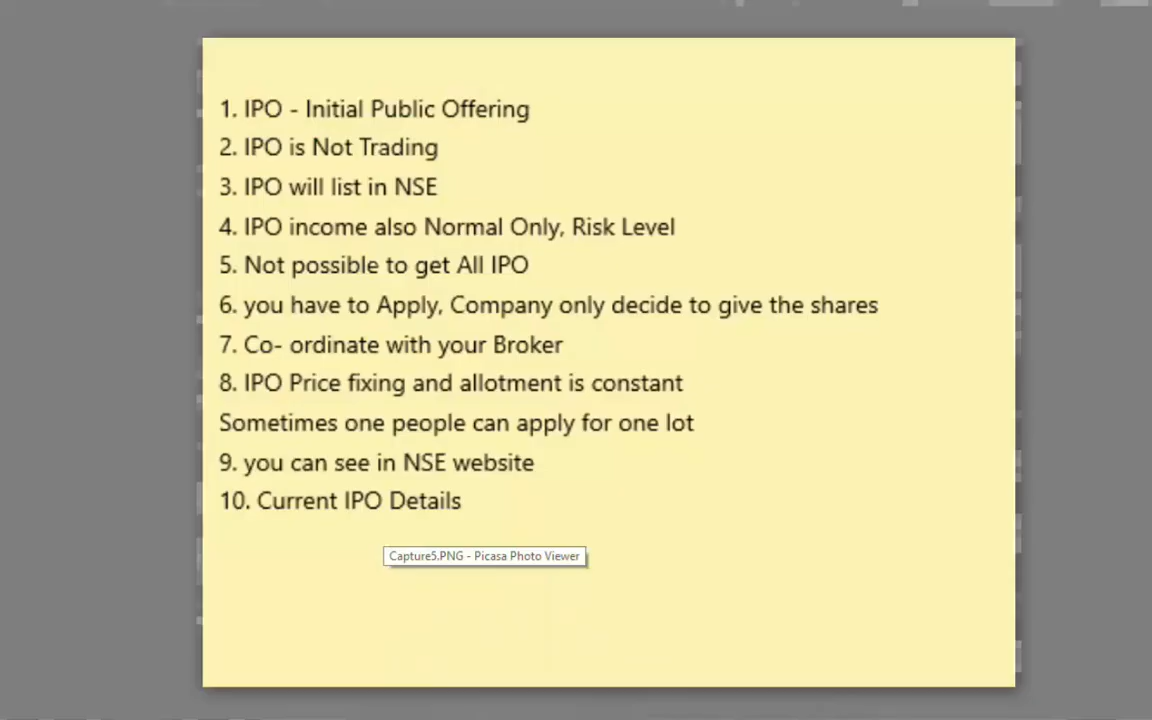 1. IPO - Initial Public Offering
2. IPO is Not Trading
3. IPO will list in NSE
4. IPO income also Normal Only, Risk Level
5. Not possible to get All IPO
6. you have to Apply, Company only decide to give the shares
7. Co- ordinate with your Broker
8. IPO Price fixing and allotment is constant
Sometimes one people can apply for one lot
9. you can see in NSE website
10. Current IPO Details
Capture5.PNG - Picasa Photo Viewer